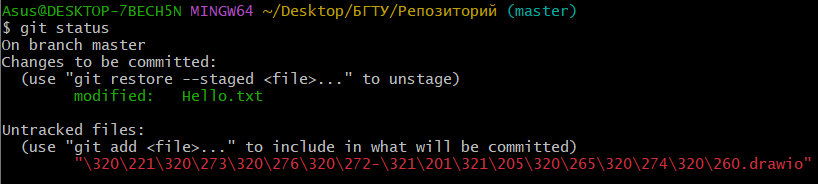 Asus@DESKTOP-7BECH5N MINGW64 ~/Desktop/БГТУ/Репозиторий (master)
$ git status
On branch master
Changes to be committed:
  (use "git restore --staged <file>..." to unstage)
        modified:   Hello.txt

Untracked files:
  (use "git add <file>..." to include in what will be committed)
        "\320\221\320\273\320\276\320\272-\321\201\321\205\320\265\320\274\320\260.drawio"